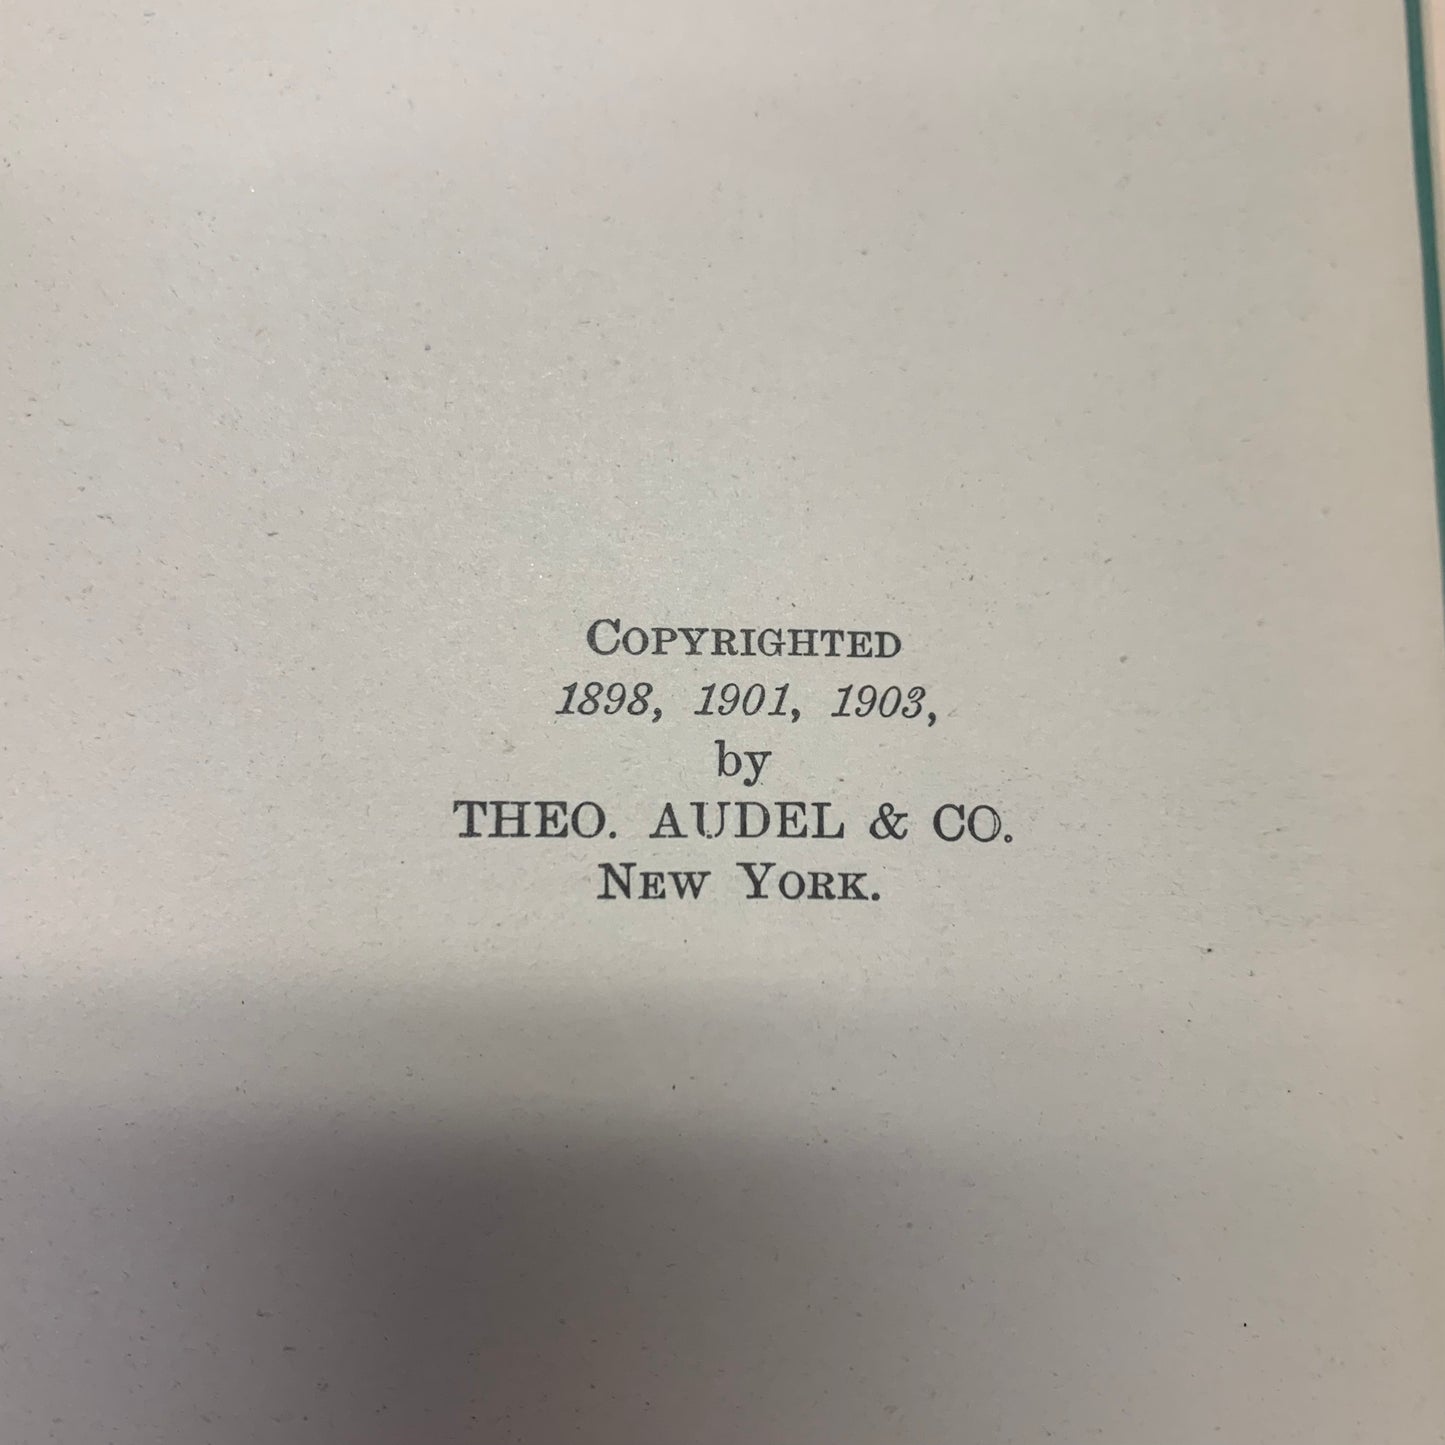 Copyrighted
1898, 1901, 1903,
by
THEO. AUDEL & CO.
New York.